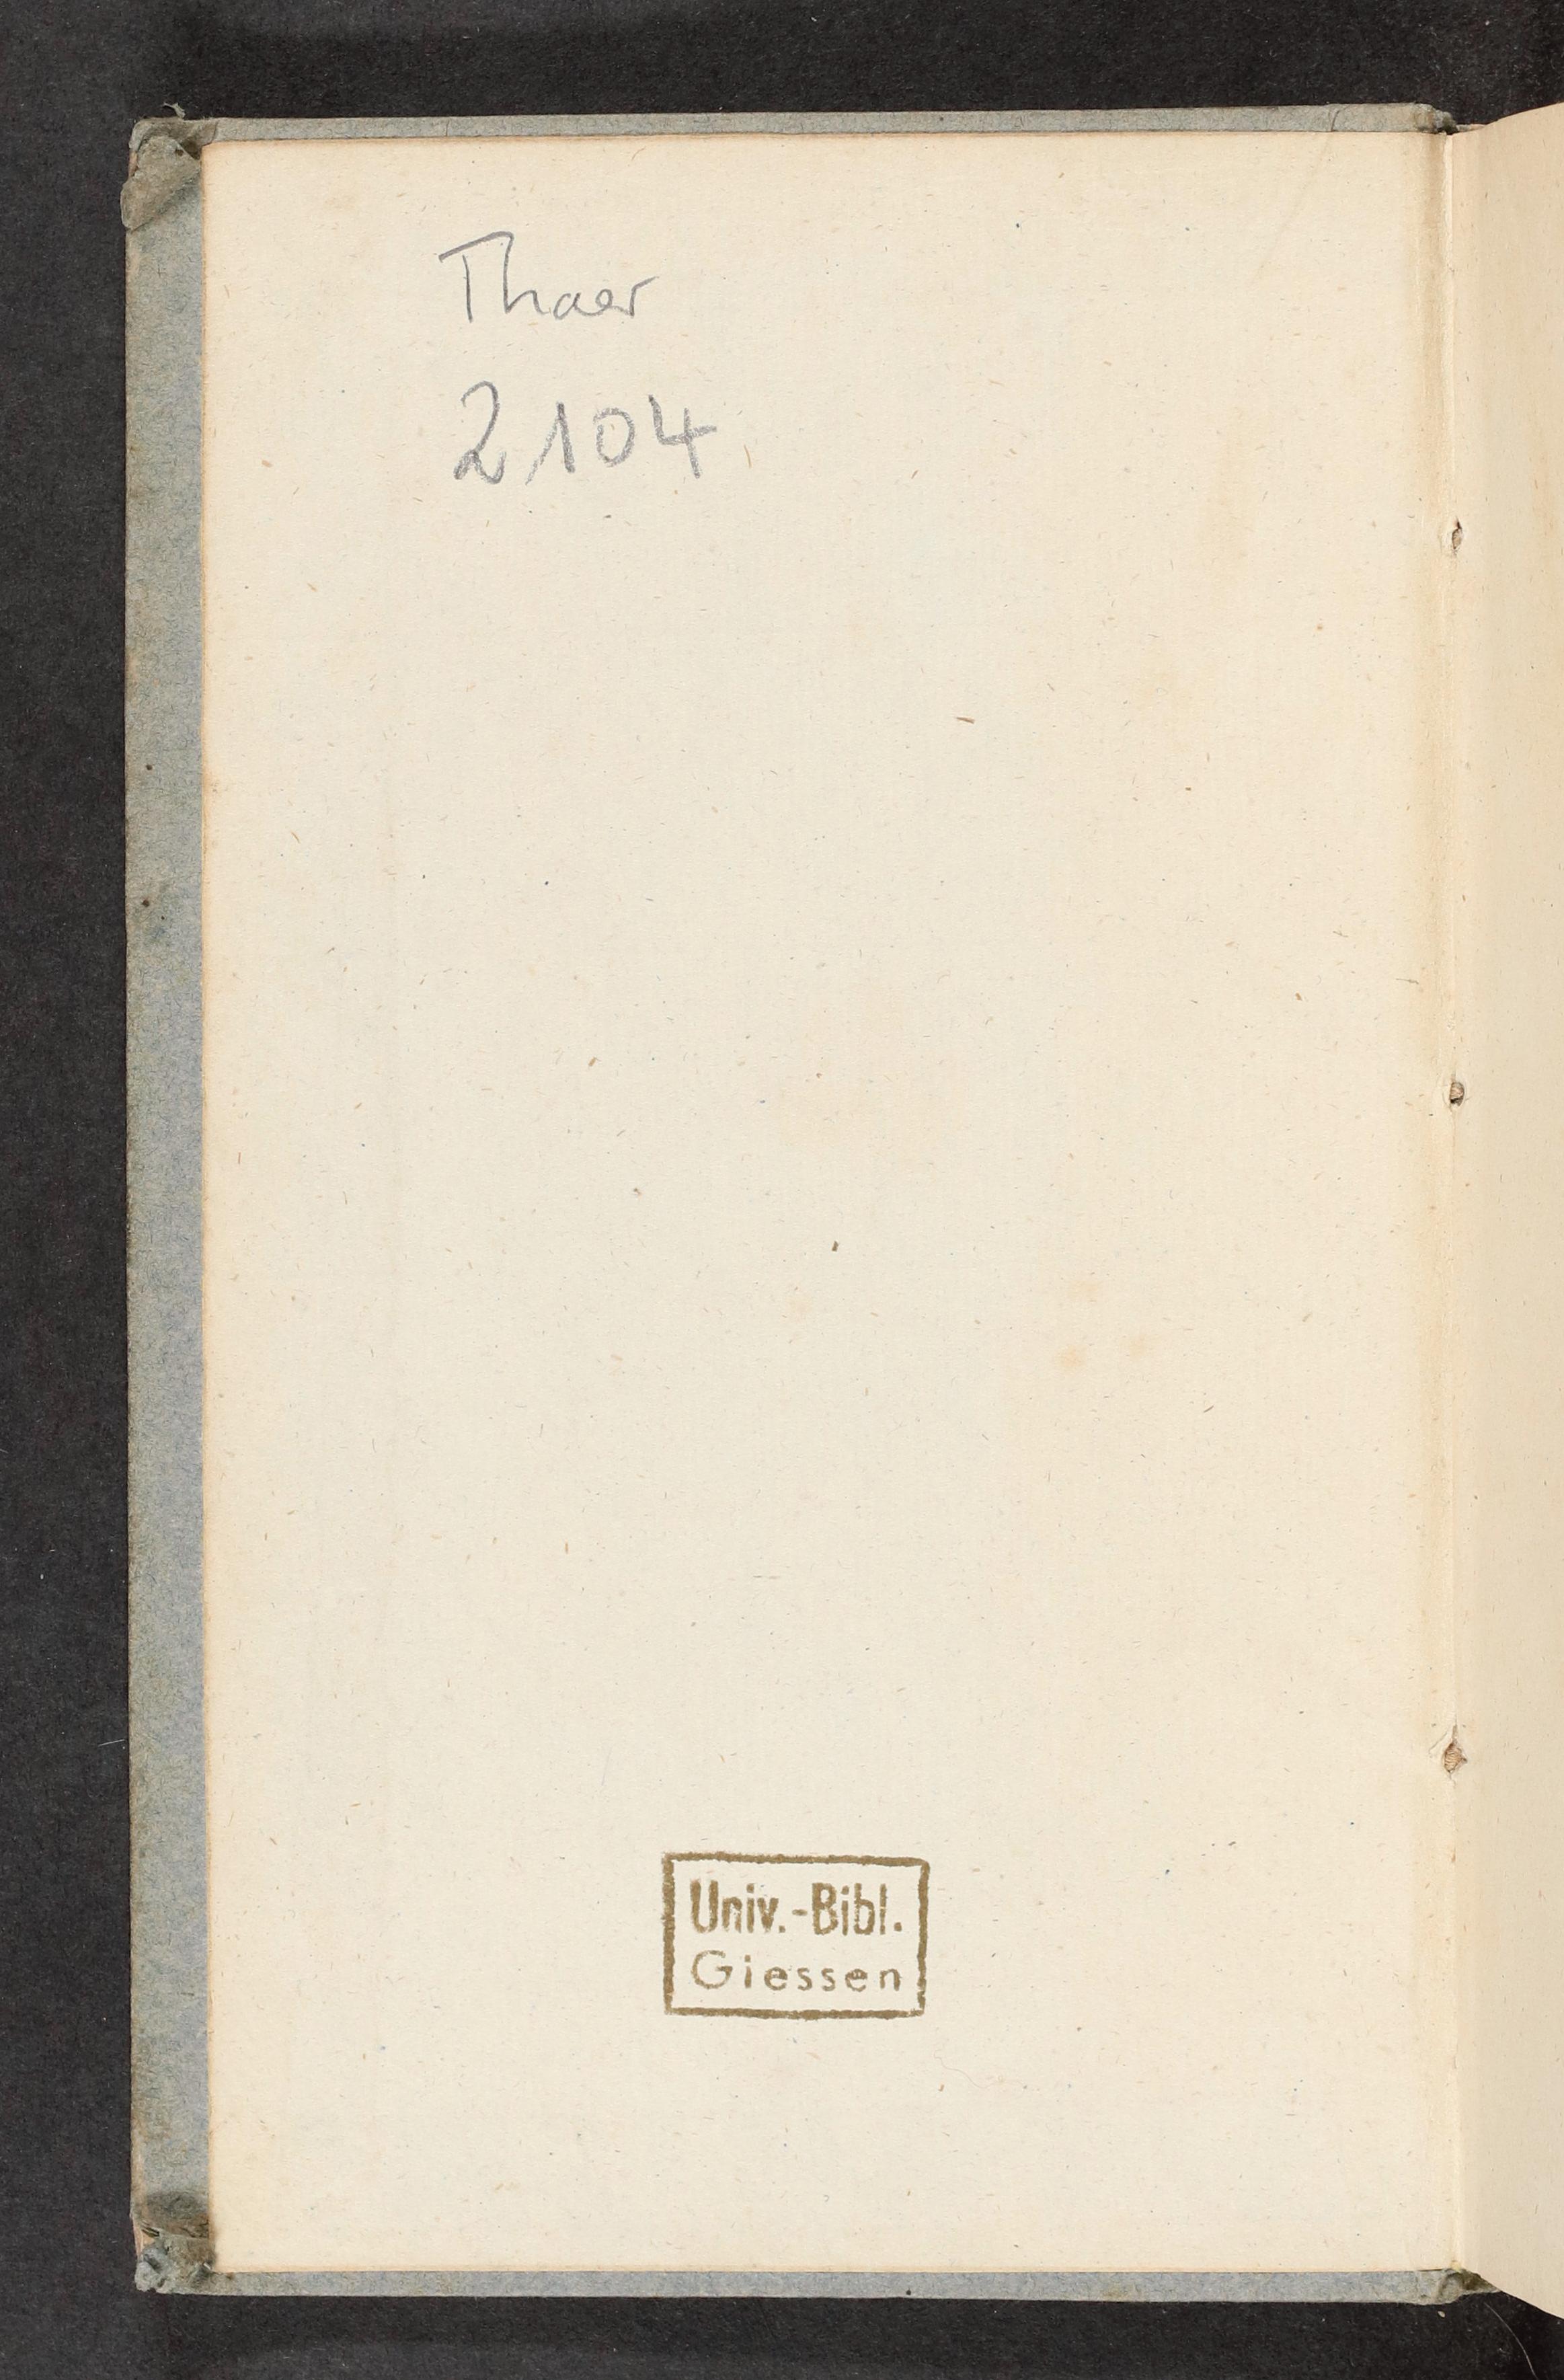 Thaer
2104
Univ.-Bibl.
Giessen